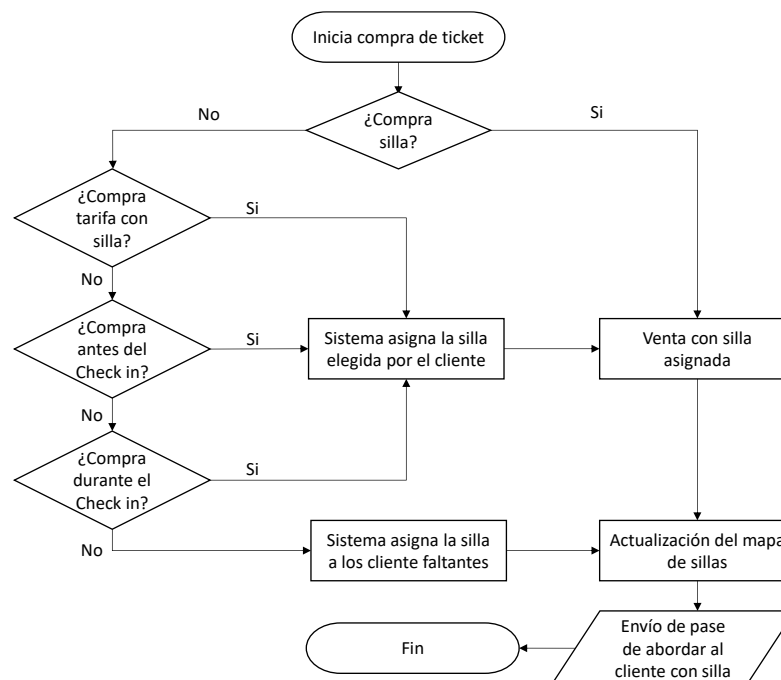 Inicia compra de ticket
No
¿Compra
silla?
Si
¿Compra
tarifa con
silla?
Si
No
¿Compra
antes del
Check in?
Si
Sistema asigna la silla
elegida por el cliente
Venta con silla
asignada
No
¿Compra
durante el
Check in?
Si
No
Sistema asigna la silla
a los cliente faltantes
Actualización del mapa
de sillas
Fin
Envío de pase
de abordar al
cliente con silla